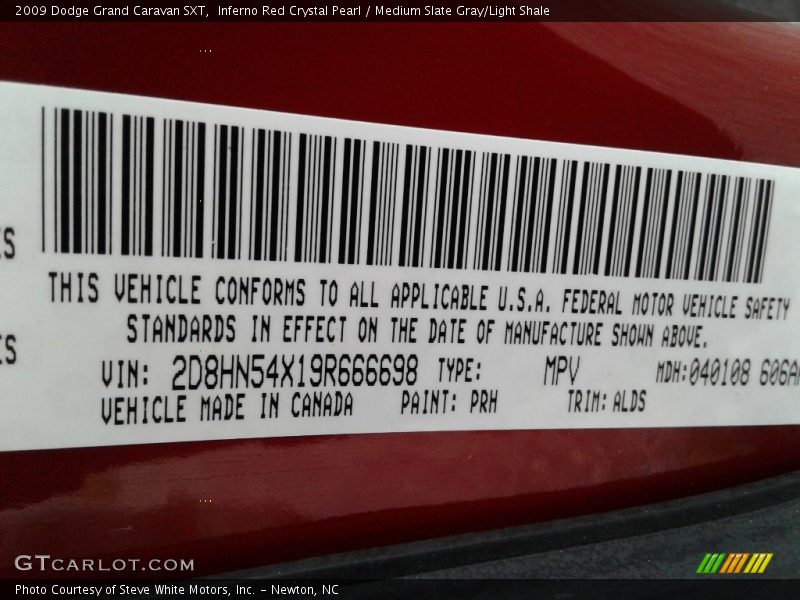 2009 Dodge Grand Caravan SXT,  Inferno Red Crystal Pearl / Medium Slate Gray/Light Shale
THIS VEHICLE CONFORMS TO ALL APPLICABLE U.S.A. FEDERAL MOTOR VEHICLE SAFETY
STANDARDS IN EFFECT ON THE DATE OF MANUFACTURE SHOWN ABOVE.
VIN: 2D8HN54X19R666698 TYPE: MPV MDH:040108 606
VEHICLE MADE IN CANADA PAINT: PRH TRIM: ALDS
GTCARLOT.COM
Photo Courtesy of Steve White Motors, Inc. – Newton, NC